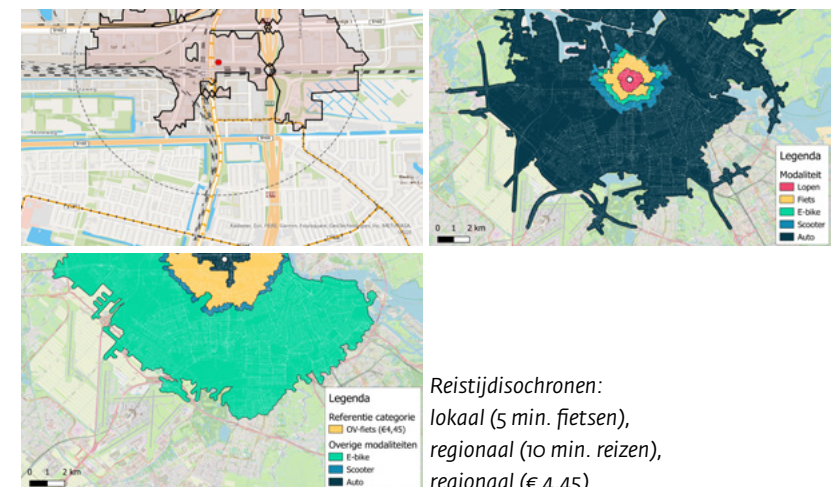 Legenda
Modaliteit
Lopen
Fiets
E-bike
Scooter
Auto
0 1 2 km
Legenda
Referentie categorie
OV-fiets (€4,45)
Overige modaliteiten
E-bike
Scooter
Auto
0 1 2 km
Reistijdisochronen:
lokaal (5 min. fietsen),
regionaal (10 min. reizen),
regionaal (€ 4,45)